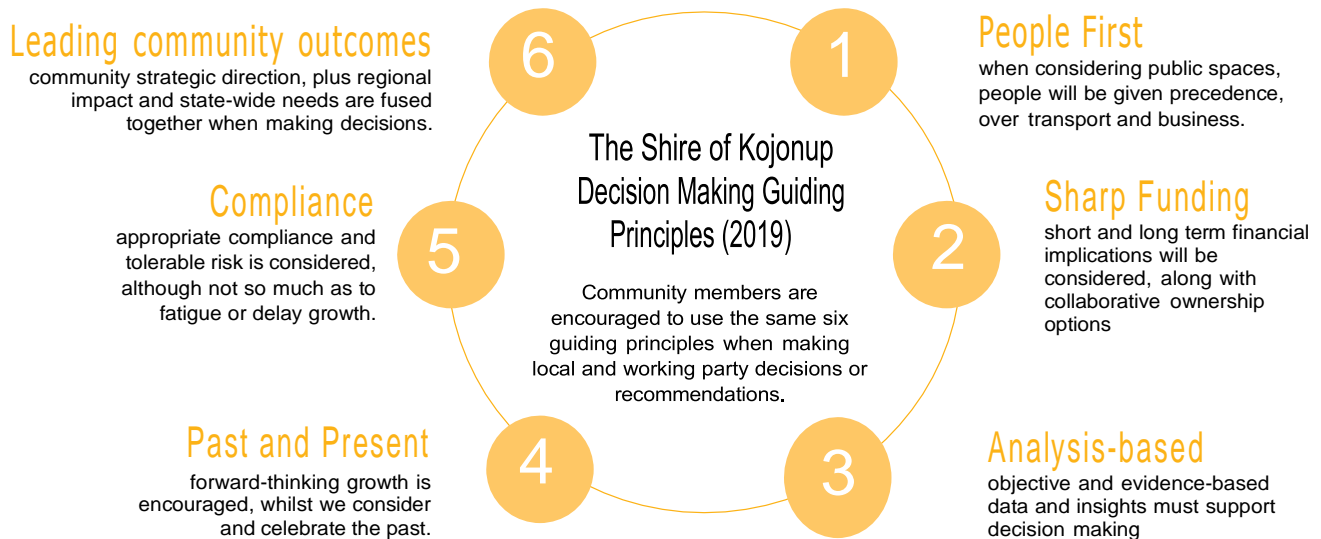 The Shire of Kojonup
Decision Making Guiding
Principles (2019)
Community members are
encouraged to use the same six
guiding principles when making
local and working party decisions or
recommendations.
1
People First
when considering public spaces,
people will be given precedence,
over transport and business.
2
Sharp Funding
short and long term financial
implications will be
considered, along with
collaborative ownership
options
3
Analysis-based
objective and evidence-based
data and insights must support
decision making
4
Past and Present
forward-thinking growth is
encouraged, whilst we consider
and celebrate the past.
5
Compliance
appropriate compliance and
tolerable risk is considered,
although not so much as to
fatigue or delay growth.
6
Leading community outcomes
community strategic direction, plus regional
impact and state-wide needs are fused
together when making decisions.